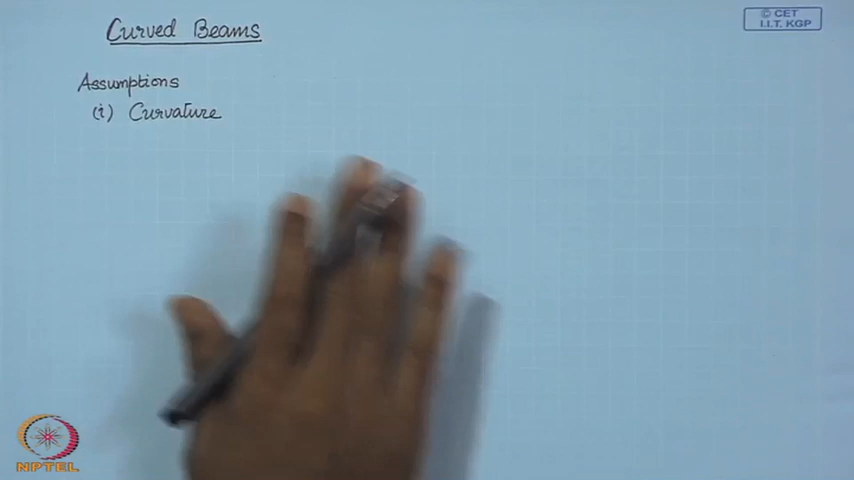 Curved Beams
© CET
I.I.T. KGP
Assumptions
(i) Curvature
NPTEL